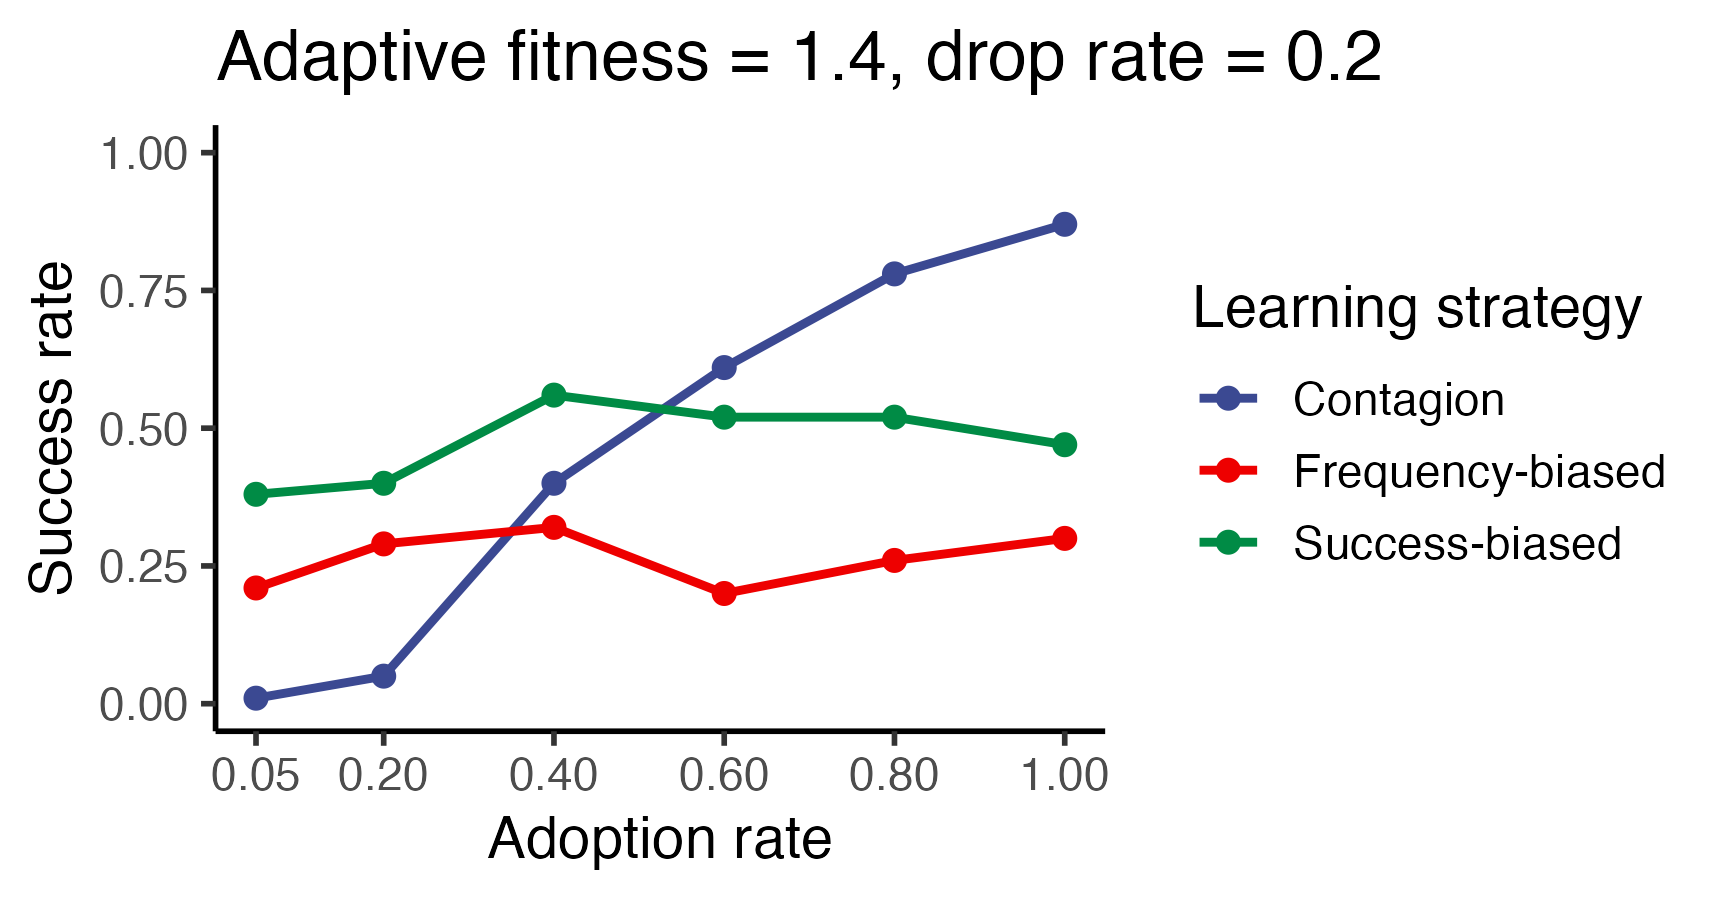 Adaptive fitness = 1.4, drop rate = 0.2
1.00
0.75
0.50
0.25
0.00
Success rate
0.05 0.20 0.40 0.60 0.80 1.00
Adoption rate
Learning strategy
Contagion
Frequency-biased
Success-biased